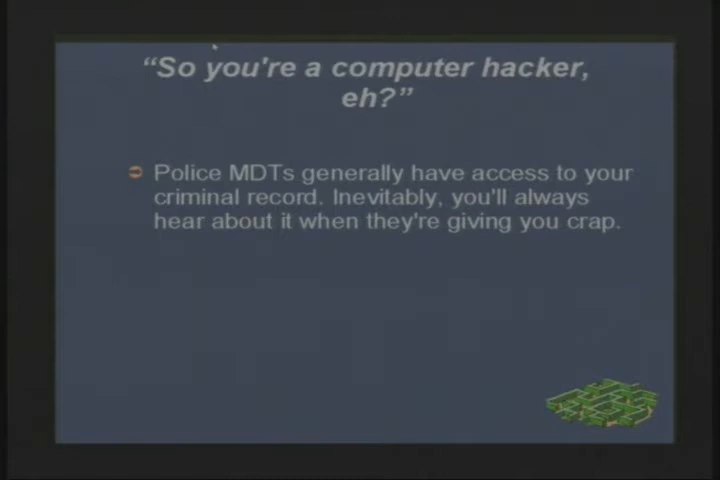 “So you're a computer hacker,
eh?”
Police MDTs generally have access to your
criminal record. Inevitably, you'll always
hear about it when they're giving you crap.